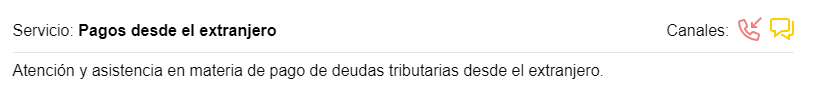 Servicio: Pagos desde el extranjero Canales:
Atención y asistencia en materia de pago de deudas tributarias desde el extranjero.